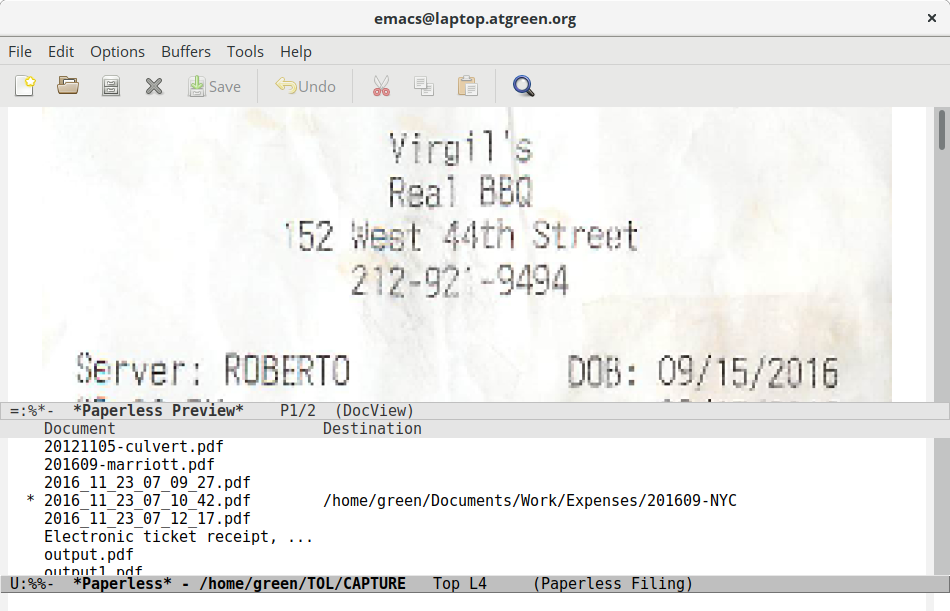 emacs@laptop.atgreen.org ×
File Edit Options Buffers Tools Help
Save Undo
Virgil's
Real BBQ
152 West 44th Street
212-921-9494
Server: ROBERTO DOB: 09/15/2016
=:%*- *Paperless Preview* P1/2 (DocView)
Document Destination
20121105-culvert.pdf
201609-marriott.pdf
2016_11_23_07_09_27.pdf
* 2016_11_23_07_10_42.pdf /home/green/Documents/Work/Expenses/201609-NYC
2016_11_23_07_12_17.pdf
Electronic ticket receipt, ...
output.pdf
output1.pdf
U:%%- *Paperless* - /home/green/TOL/CAPTURE Top L4 (Paperless Filing)